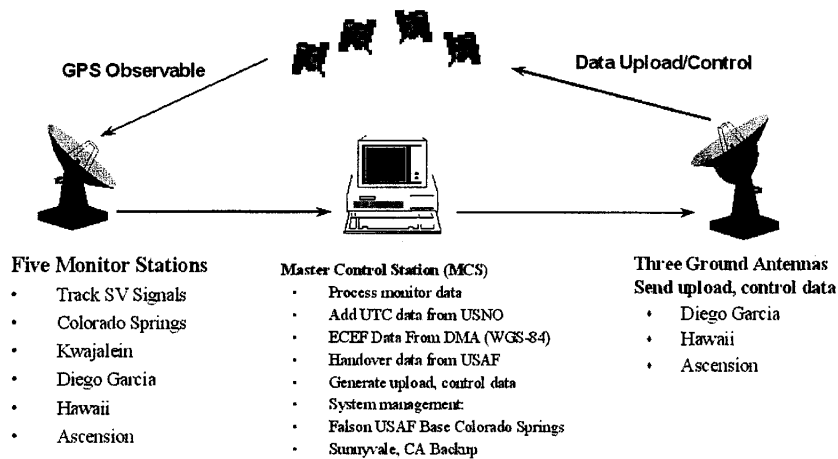 GPS Observable
Data Upload/Control
Five Monitor Stations
• Track SV Signals
• Colorado Springs
• Kwajalein
• Diego Garcia
• Hawaii
• Ascension
Master Control Station (MCS)
• Process monitor data
• Add UTC data from USNO
• ECEF Data From DMA (WGS-84)
• Handover data from USAF
• Generate upload, control data
• System management:
• Falson USAF Base Colorado Springs
• Sunnyvale, CA Backup
Three Ground Antennas
Send upload, control data
♦ Diego Garcia
♦ Hawaii
♦ Ascension